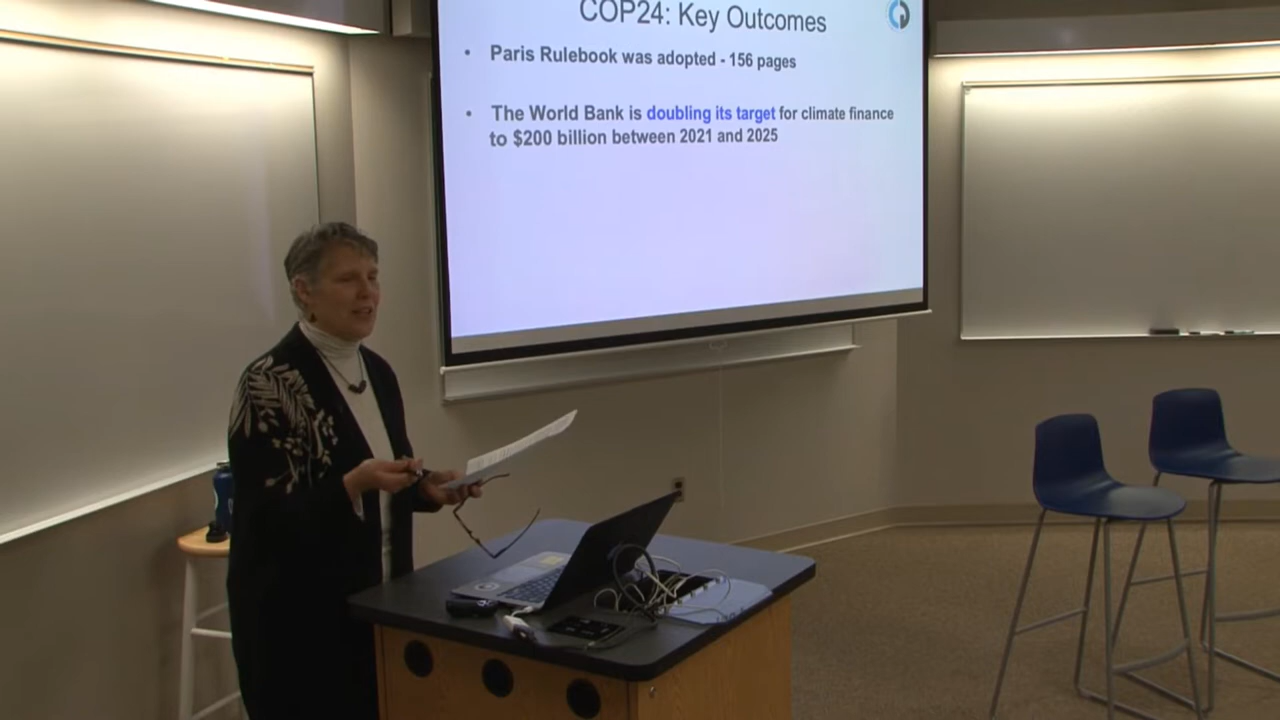 COP24: Key Outcomes
• Paris Rulebook was adopted - 156 pages
• The World Bank is doubling its target for climate finance
to $200 billion between 2021 and 2025